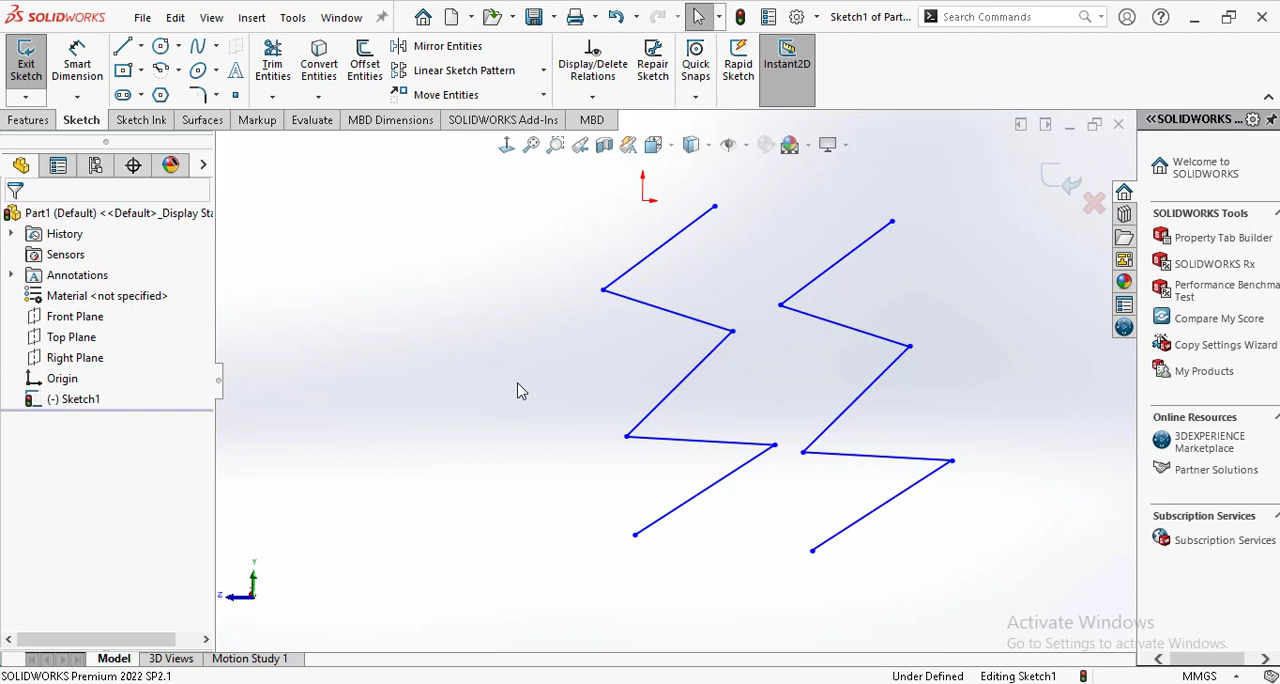 SOLIDWORKS File Edit View Insert Tools Window Sketch1 of Part... Search Commands
Exit Sketch
Smart Dimension
Trim Entities
Convert Entities
Offset Entities
Mirror Entities
Linear Sketch Pattern
Move Entities
Display/Delete Relations
Repair Sketch
Quick Snaps
Rapid Sketch
Instant2D
Features Sketch Sketch Ink Surfaces Markup Evaluate MBD Dimensions SOLIDWORKS Add-Ins MBD
Part1 (Default) <<Default>_Display Sta
History
Sensors
Annotations
Material <not specified>
Front Plane
Top Plane
Right Plane
Origin
(-) Sketch1
Y
Z
SOLIDWORKS ...
Welcome to
SOLIDWORKS
SOLIDWORKS Tools
Property Tab Builder
SOLIDWORKS Rx
Performance Benchma
Test
Compare My Score
Copy Settings Wizard
My Products
Online Resources
3DEXPERIENCE
Marketplace
Partner Solutions
Subscription Services
Subscription Services
Activate Windows
Go to Settings to activate Windows.
Model 3D Views Motion Study 1
SOLIDWORKS Premium 2022 SP2.1 Under Defined Editing Sketch1 MMGS